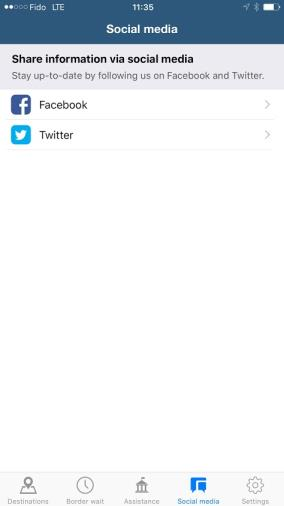 Fido LTE 11:35
Social media
Share information via social media
Stay up-to-date by following us on Facebook and Twitter.
Facebook
Twitter
Destinations Border wait Assistance Social media Settings